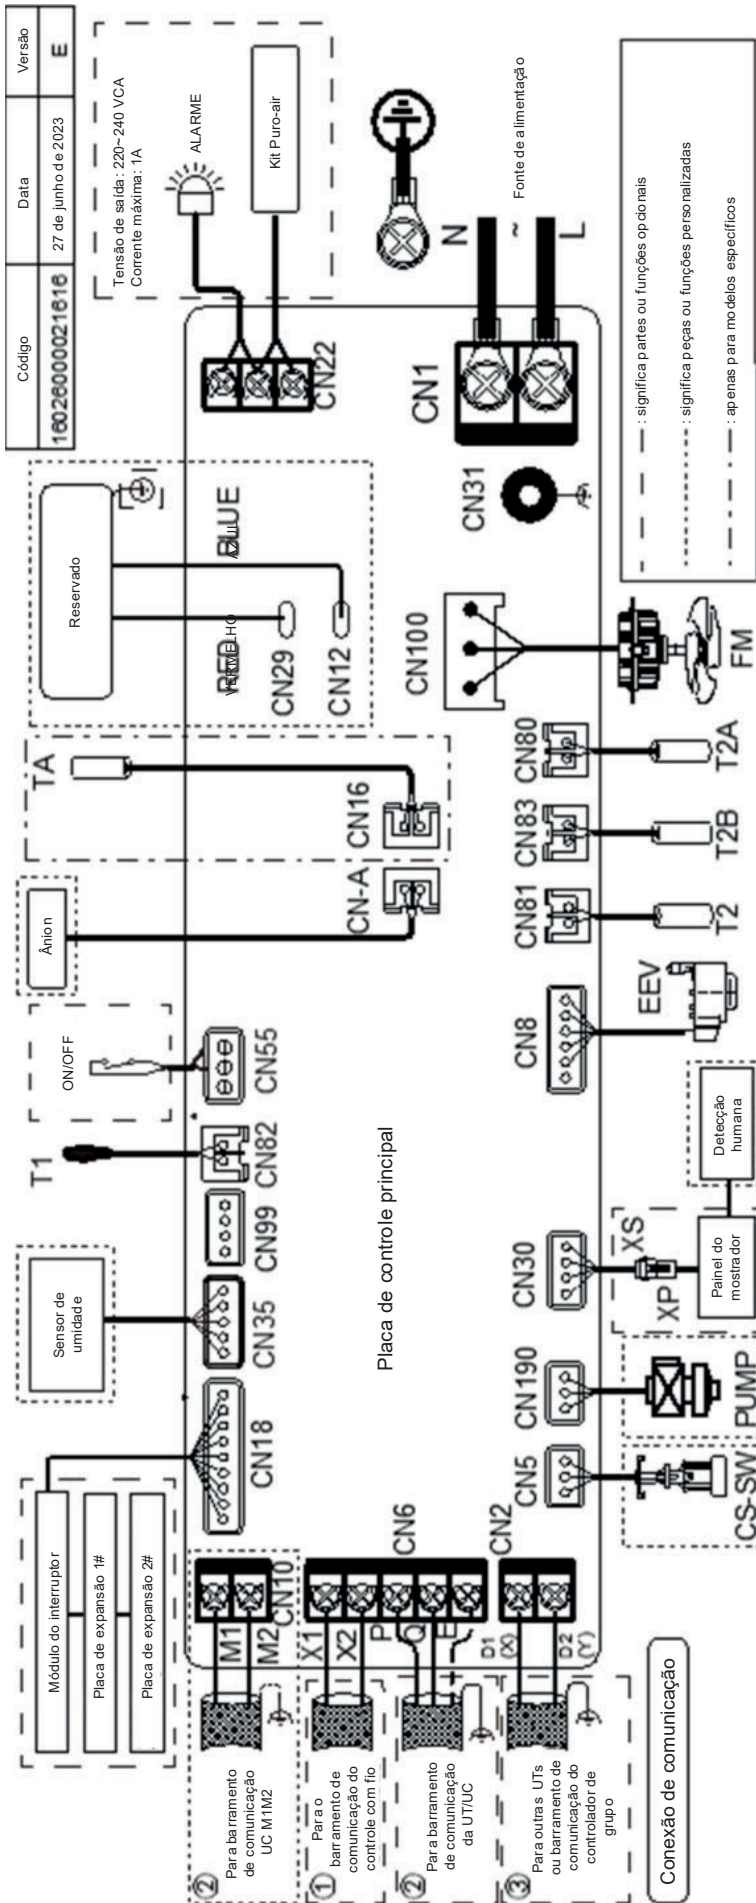 Código
Data
Versão
16026000021616
27 de junho de 2023
E
Tensão de saída: 220~240 VCA
Corrente máxima: 1A
ALARME
Kit Puro-air
Fonte de alimentação
N
~
L
CN22
CN1
CN31
Reservado
RED
VERMELHO
BLUE
AZUL
CN29
CN12
CN100
FM
: significa partes ou funções opcionais
: significa peças ou funções personalizadas
: apenas para modelos específicos
TA
CN16
CN-A
Ânion
CN80
CN83
CN81
T2A
T2B
T2
EEV
CN8
ON/OFF
CN55
T1
CN82
CN99
Sensor de
umidade
CN35
CN18
Placa de controle principal
CN30
XS
XP
Painel do
mostrador
Detecção
humana
CN190
PUMP
CN5
CS-SW
Módulo do interruptor
Placa de expansão 1#
Placa de expansão 2#
CN10
M1
M2
CN6
X1
X2
P
Q
E
CN2
D1
(X)
D2
(Y)
②
Para barramento
de comunicação
UC M1M2
①
Para o
barramento de
comunicação do
controle com fio
②
Para barramento
de comunicação
da UT/UC
③
Para outras UTs
ou barramento de
comunicação do
controlador de
grupo
Conexão de comunicação